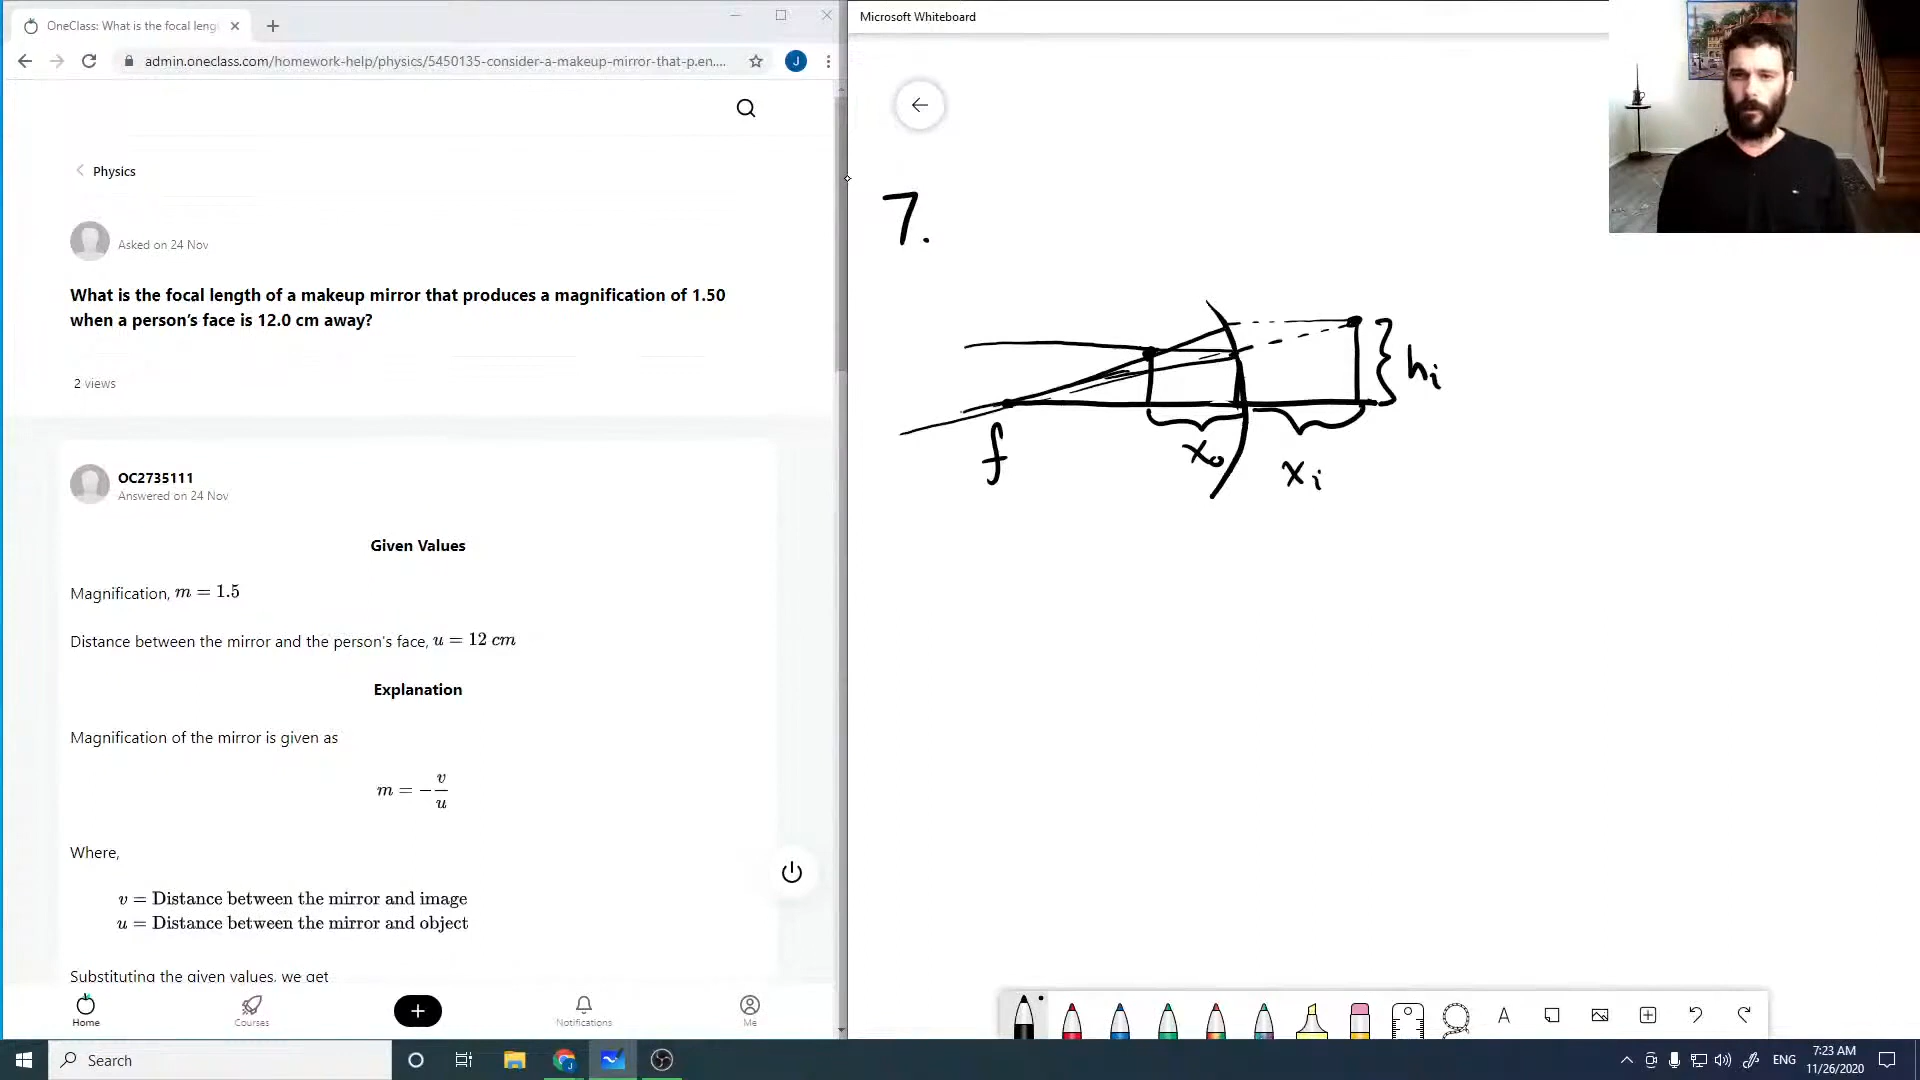 OneClass: What is the focal leng
admin.oneclass.com/homework-help/physics/5450135-consider-a-makeup-mirror-that-p.en....
J
Physics
Asked on 24 Nov
What is the focal length of a makeup mirror that produces a magnification of 1.50
when a person's face is 12.0 cm away?
2 views
OC2735111
Answered on 24 Nov
Given Values
Magnification, m = 1.5
Distance between the mirror and the person's face, u = 12 cm
Explanation
Magnification of the mirror is given as
m = − v/u
Where,
v = Distance between the mirror and image
u = Distance between the mirror and object
Substituting the given values, we get
Home
Courses
Notifications
Me
Microsoft Whiteboard
7.
hi
f
xo
xi
A
Search
ENG
7:23 AM
11/26/2020